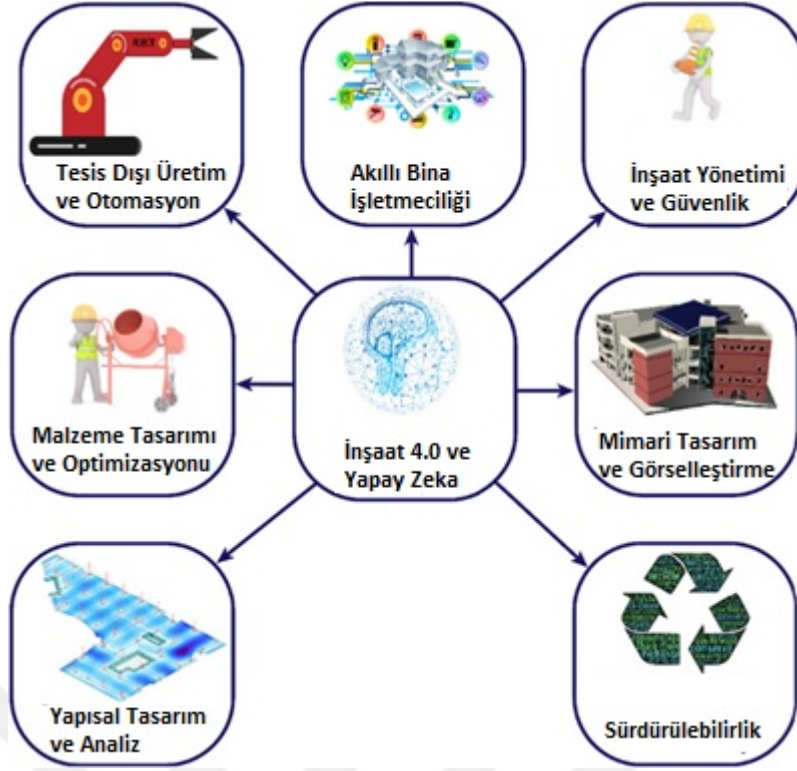 Tesis Dışı Üretim
ve Otomasyon
Akıllı Bina
İşletmeciliği
İnşaat Yönetimi
ve Güvenlik
Malzeme Tasarımı
ve Optimizasyonu
İnşaat 4.0 ve
Yapay Zeka
Mimari Tasarım
ve Görselleştirme
Yapısal Tasarım
ve Analiz
Sürdürülebilirlik